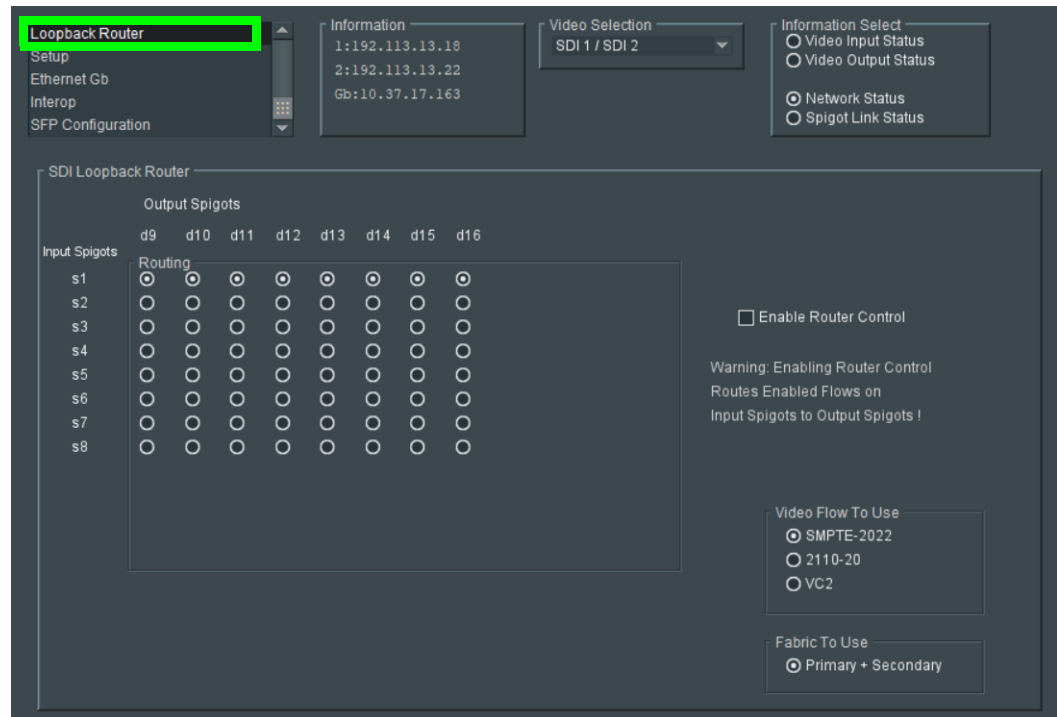 Loopback Router
Setup
Ethernet Gb
Interop
SFP Configuration
Information
1:192.113.13.18
2:192.113.13.22
Gb:10.37.17.163
Video Selection
SDI 1 / SDI 2
Information Select
Video Input Status
Video Output Status
Network Status
Spigot Link Status
SDI Loopback Router
Output Spigots
d9 d10 d11 d12 d13 d14 d15 d16
Input Spigots
Routing
s1
s2
s3
s4
s5
s6
s7
s8
Enable Router Control
Warning: Enabling Router Control
Routes Enabled Flows on
Input Spigots to Output Spigots !
Video Flow To Use
SMPTE-2022
2110-20
VC2
Fabric To Use
Primary + Secondary